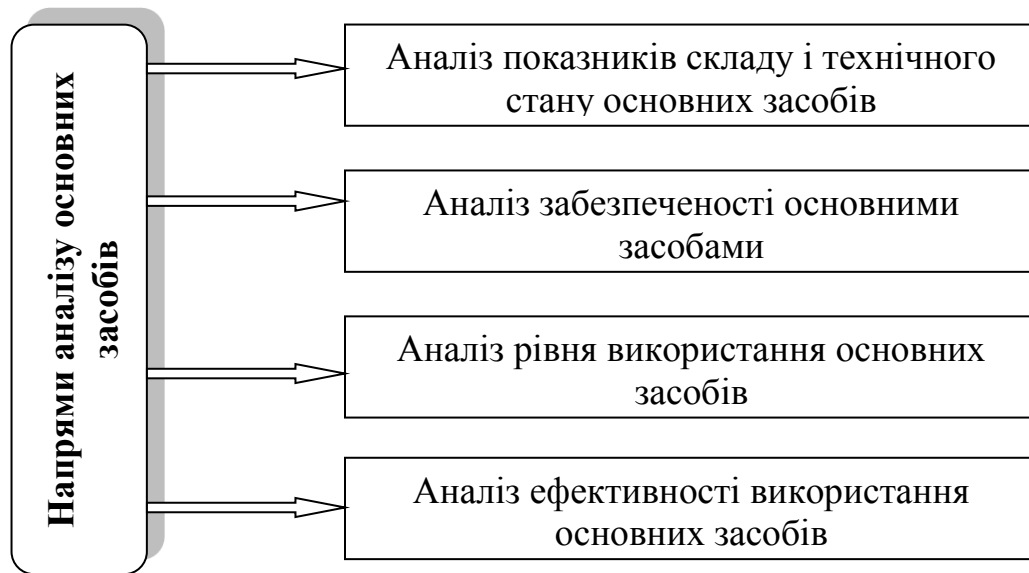 Напрями аналізу основних
засобів
Аналіз показників складу і технічного
стану основних засобів
Аналіз забезпеченості основними
засобами
Аналіз рівня використання основних
засобів
Аналіз ефективності використання
основних засобів